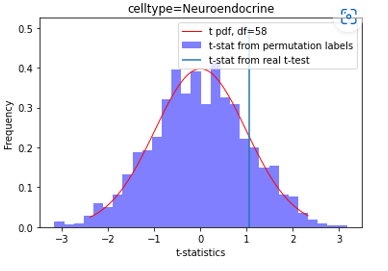 celltype=Neuroendocrine
t pdf, df=58
t-stat from permutation labels
t-stat from real t-test
Frequency
0.5
0.4
0.3
0.2
0.1
0.0
−3 −2 −1 0 1 2 3
t-statistics